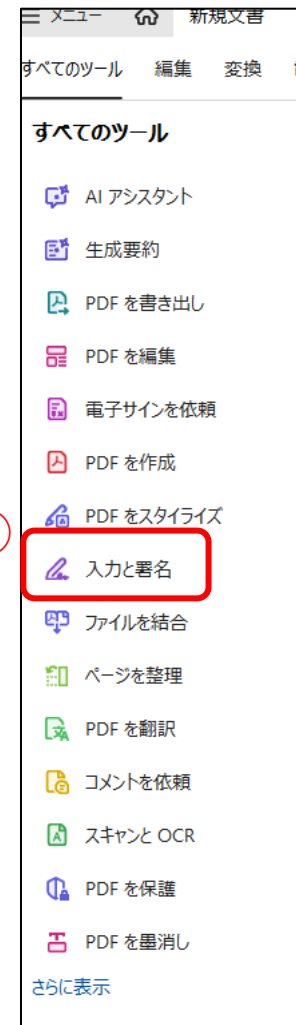 メニュー 新規文書
すべてのツール 編集 変換
すべてのツール
AI アシスタント
生成要約
PDF を書き出し
PDF を編集
電子サインを依頼
PDF を作成
PDF をスタイライズ
入力と署名
ファイルを結合
ページを整理
PDF を翻訳
コメントを依頼
スキャンと OCR
PDF を保護
PDF を墨消し
さらに表示